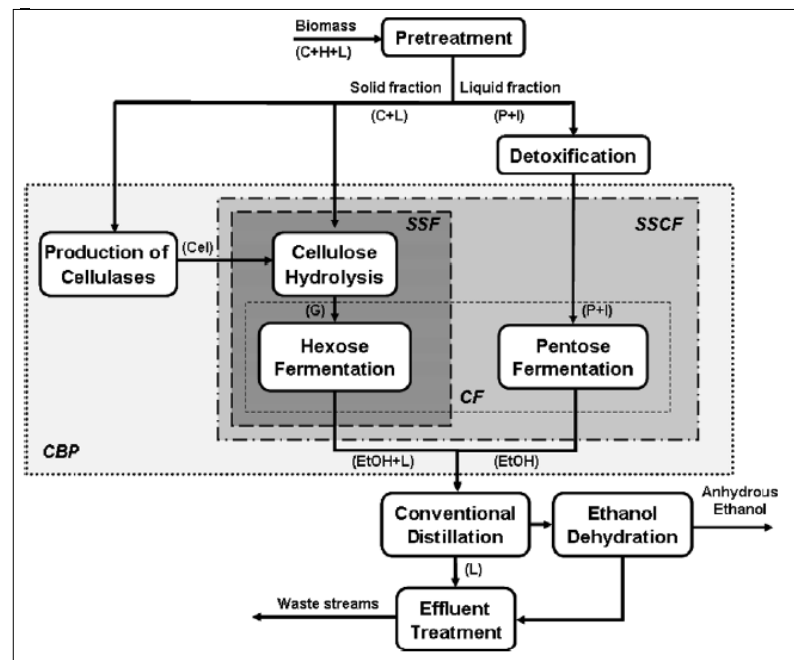 Biomass
(C+H+L)
Pretreatment
Solid fraction
Liquid fraction
(C+L)
(P+I)
Detoxification
SSF
SSCF
Production of
Cellulases
(Cel)
Cellulose
Hydrolysis
(G)
(P+I)
Hexose
Fermentation
Pentose
Fermentation
CF
CBP
(EtOH+L)
(EtOH)
Conventional
Distillation
Ethanol
Dehydration
Anhydrous
Ethanol
(L)
Waste streams
Effluent
Treatment